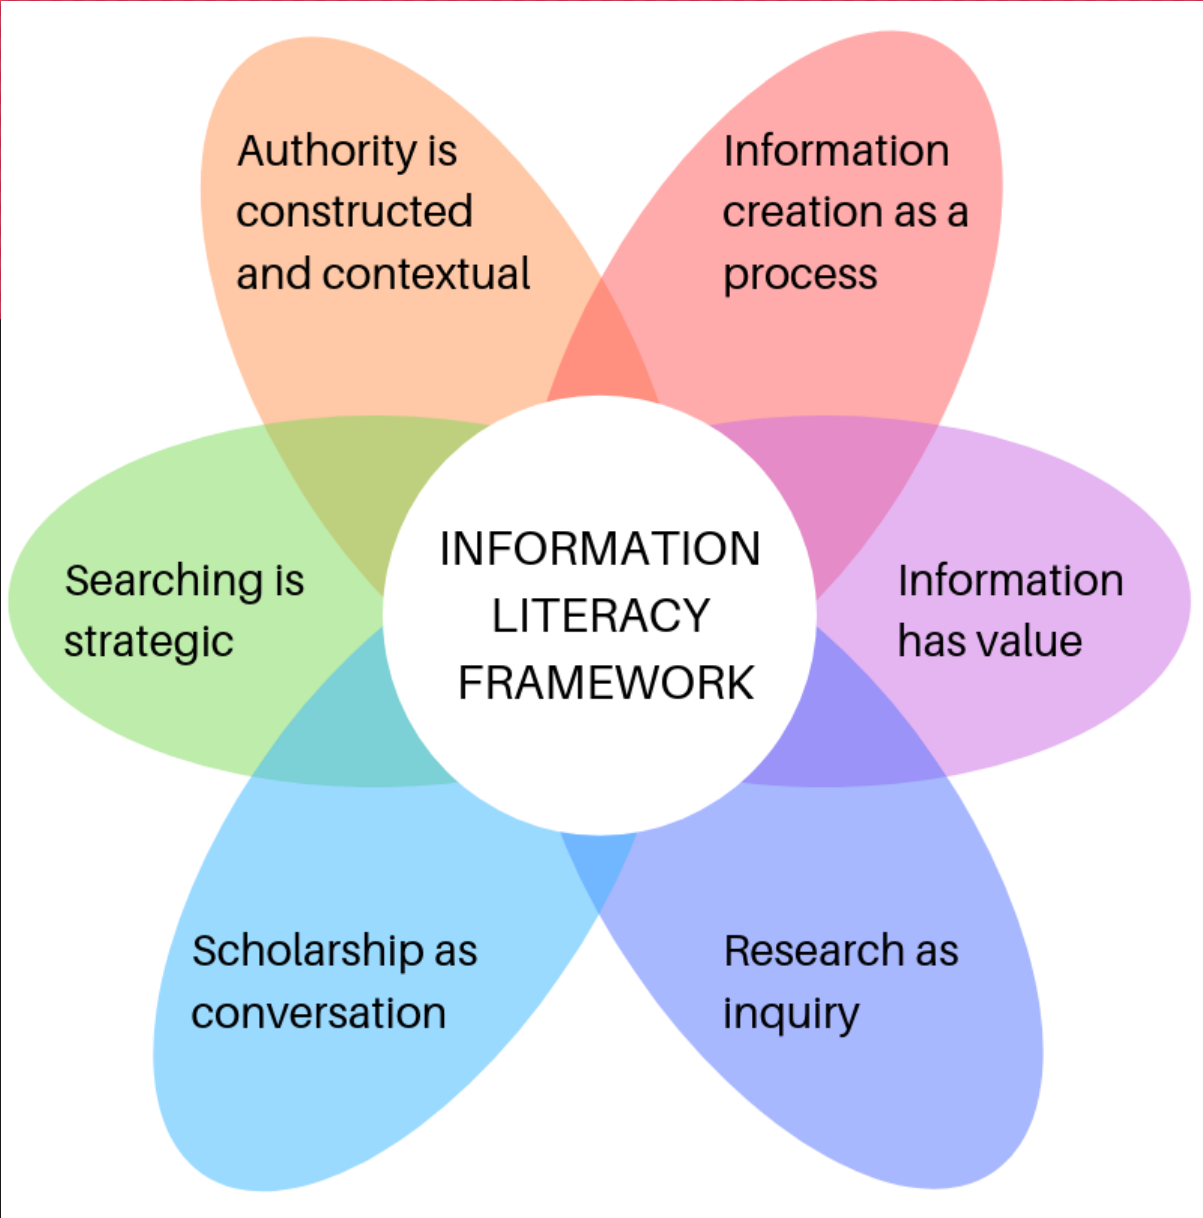 Authority is
constructed
and contextual
Information
creation as a
process
Searching is
strategic
INFORMATION
LITERACY
FRAMEWORK
Information
has value
Scholarship as
conversation
Research as
inquiry